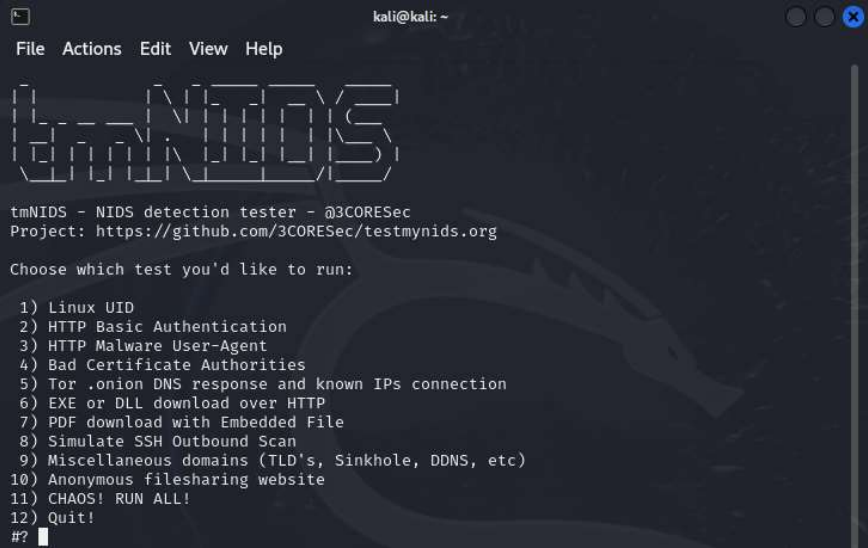 kali@kali: ~
File Actions Edit View Help
tmNIDS
tmNIDS - NIDS detection tester - @3CORESec
Project: https://github.com/3CORESec/testmynids.org
Choose which test you'd like to run:
1) Linux UID
2) HTTP Basic Authentication
3) HTTP Malware User-Agent
4) Bad Certificate Authorities
5) Tor .onion DNS response and known IPs connection
6) EXE or DLL download over HTTP
7) PDF download with Embedded File
8) Simulate SSH Outbound Scan
9) Miscellaneous domains (TLD's, Sinkhole, DDNS, etc)
10) Anonymous filesharing website
11) CHAOS! RUN ALL!
12) Quit!
#?